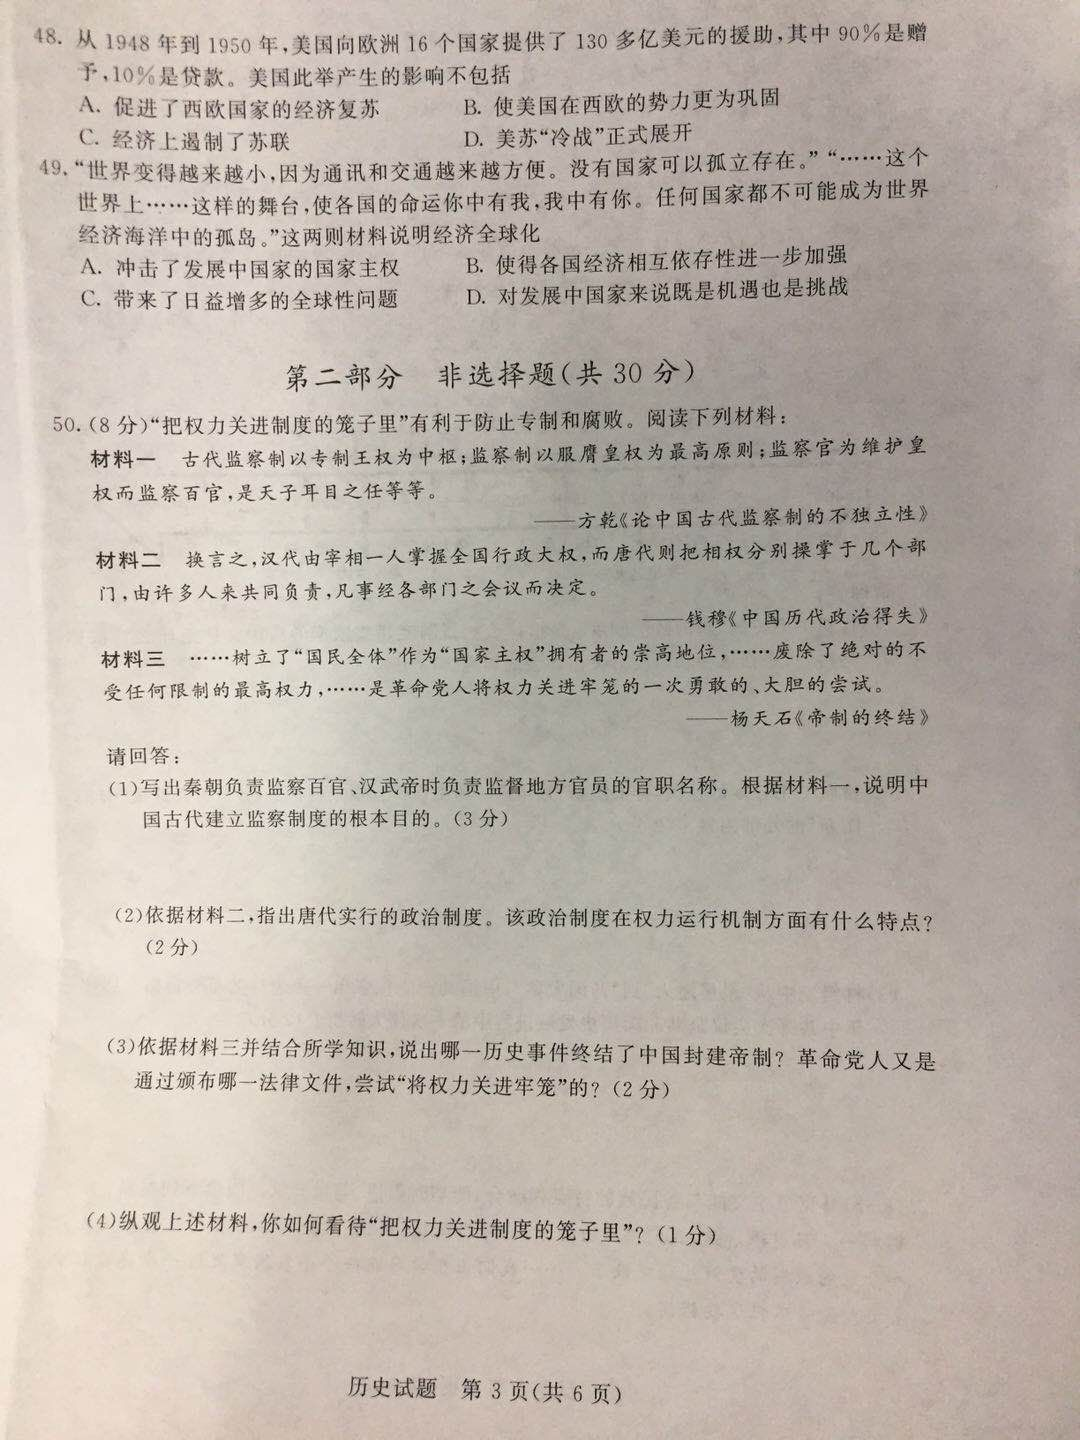 48. 从 1948 年到 1950 年,美国向欧洲 16 个国家提供了 130 多亿美元的援助,其中 90%是赠
予,10%是贷款。美国此举产生的影响不包括
A. 促进了西欧国家的经济复苏 B. 使美国在西欧的势力更为巩固
C. 经济上遏制了苏联 D. 美苏“冷战”正式展开
49. “世界变得越来越小,因为通讯和交通越来越方便。没有国家可以孤立存在。”“……这个
世界上……这样的舞台,使各国的命运你中有我,我中有你。任何国家都不可能成为世界
经济海洋中的孤岛。”这两则材料说明经济全球化
A. 冲击了发展中国家的国家主权 B. 使得各国经济相互依存性进一步加强
C. 带来了日益增多的全球性问题 D. 对发展中国家来说既是机遇也是挑战
第二部分 非选择题(共 30 分)
50. (8 分)“把权力关进制度的笼子里”有利于防止专制和腐败。阅读下列材料:
材料一 古代监察制以专制王权为中枢;监察制以服膺皇权为最高原则;监察官为维护皇
权而监察百官,是天子耳目之任等等。
——方乾《论中国古代监察制的不独立性》
材料二 换言之,汉代由宰相一人掌握全国行政大权,而唐代则把相权分别操掌于几个部
门,由许多人来共同负责,凡事经各部门之会议而决定。
——钱穆《中国历代政治得失》
材料三 ……树立了“国民全体”作为“国家主权”拥有者的崇高地位,……废除了绝对的不
受任何限制的最高权力,……是革命党人将权力关进牢笼的一次勇敢的、大胆的尝试。
——杨天石《帝制的终结》
请回答:
(1)写出秦朝负责监察百官、汉武帝时负责监督地方官员的官职名称。根据材料一,说明中
国古代建立监察制度的根本目的。(3 分)
(2)依据材料二,指出唐代实行的政治制度。该政治制度在权力运行机制方面有什么特点?
(2 分)
(3)依据材料三并结合所学知识,说出哪一历史事件终结了中国封建帝制? 革命党人又是
通过颁布哪一法律文件,尝试“将权力关进牢笼”的? (2 分)
(4)纵观上述材料,你如何看待“把权力关进制度的笼子里”? (1 分)
历史试题 第 3 页(共 6 页)